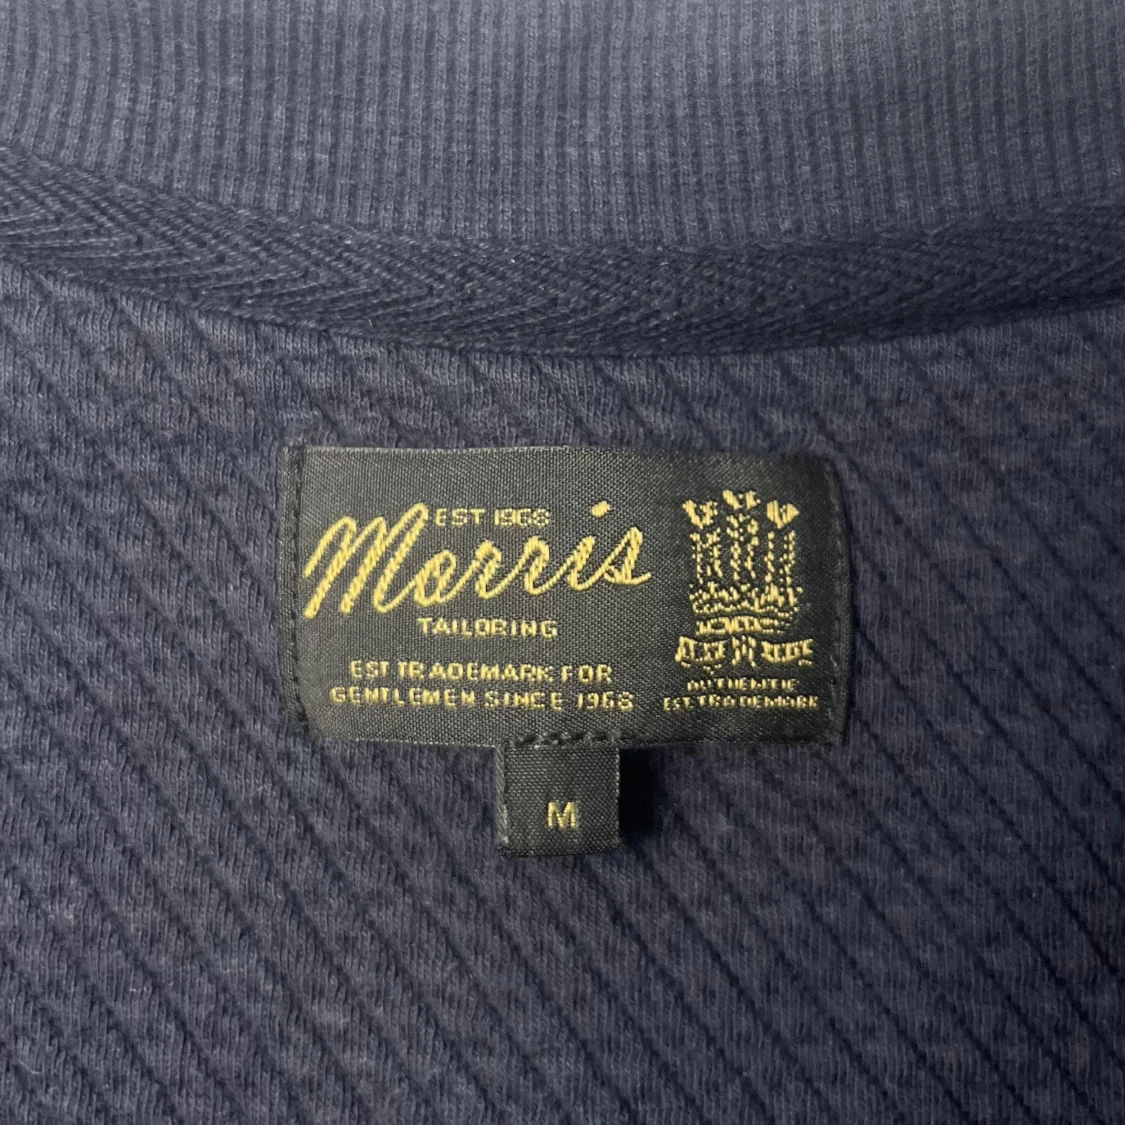 EST 1968
Morris
TAILORING
EST TRADEMARK FOR
GENTLEMEN SINCE 1968
AUTHENTIC
EST TRADEMARK
M